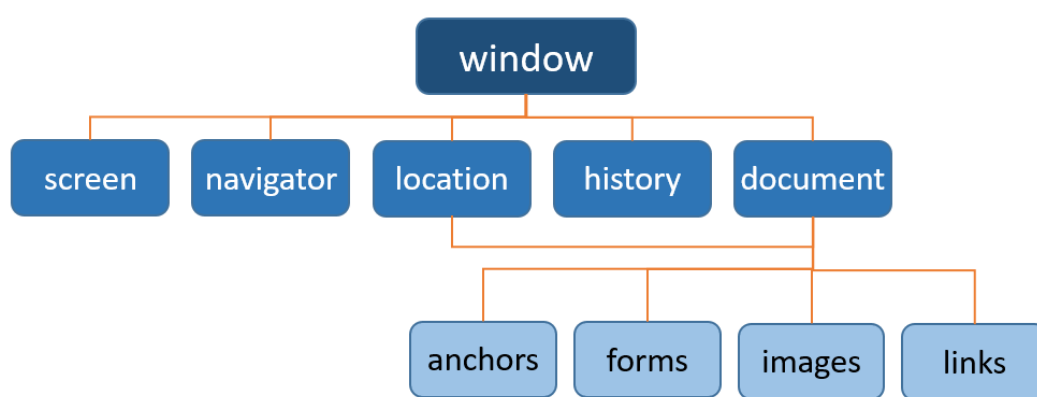 window
screen
navigator
location
history
document
anchors
forms
images
links